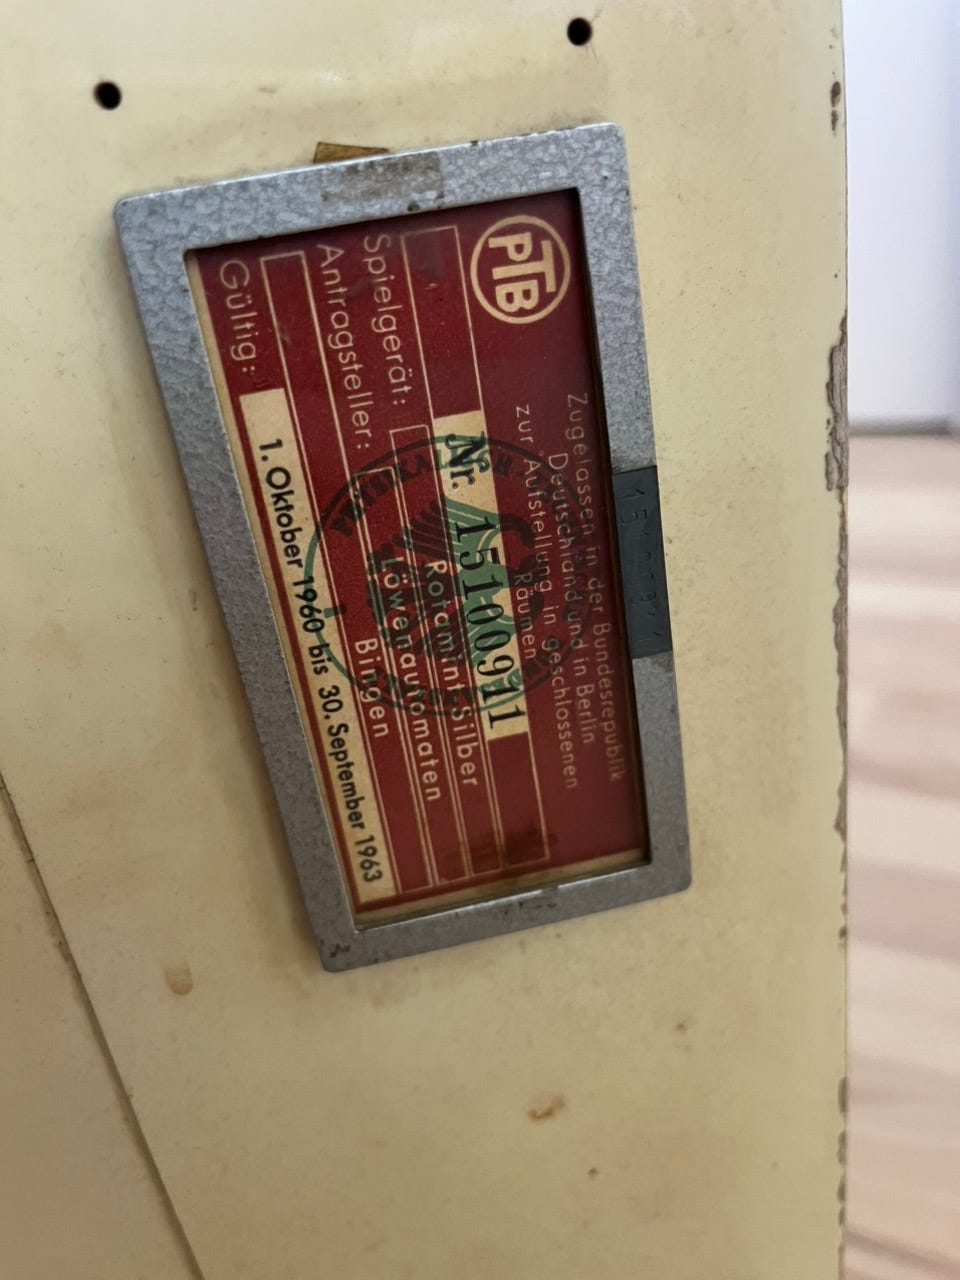 PTB
Zugelassen in der Bundesrepublik
Deutschland und in Berlin
zur Aufstellung in geschlossenen
Räumen
Nr. 1510091 1
Spielgerät: Rotamint-Silber
Antragsteller: Löwenautomaten
Bingen
Gültig: 1. Oktober 1960 bis 30. September 1963